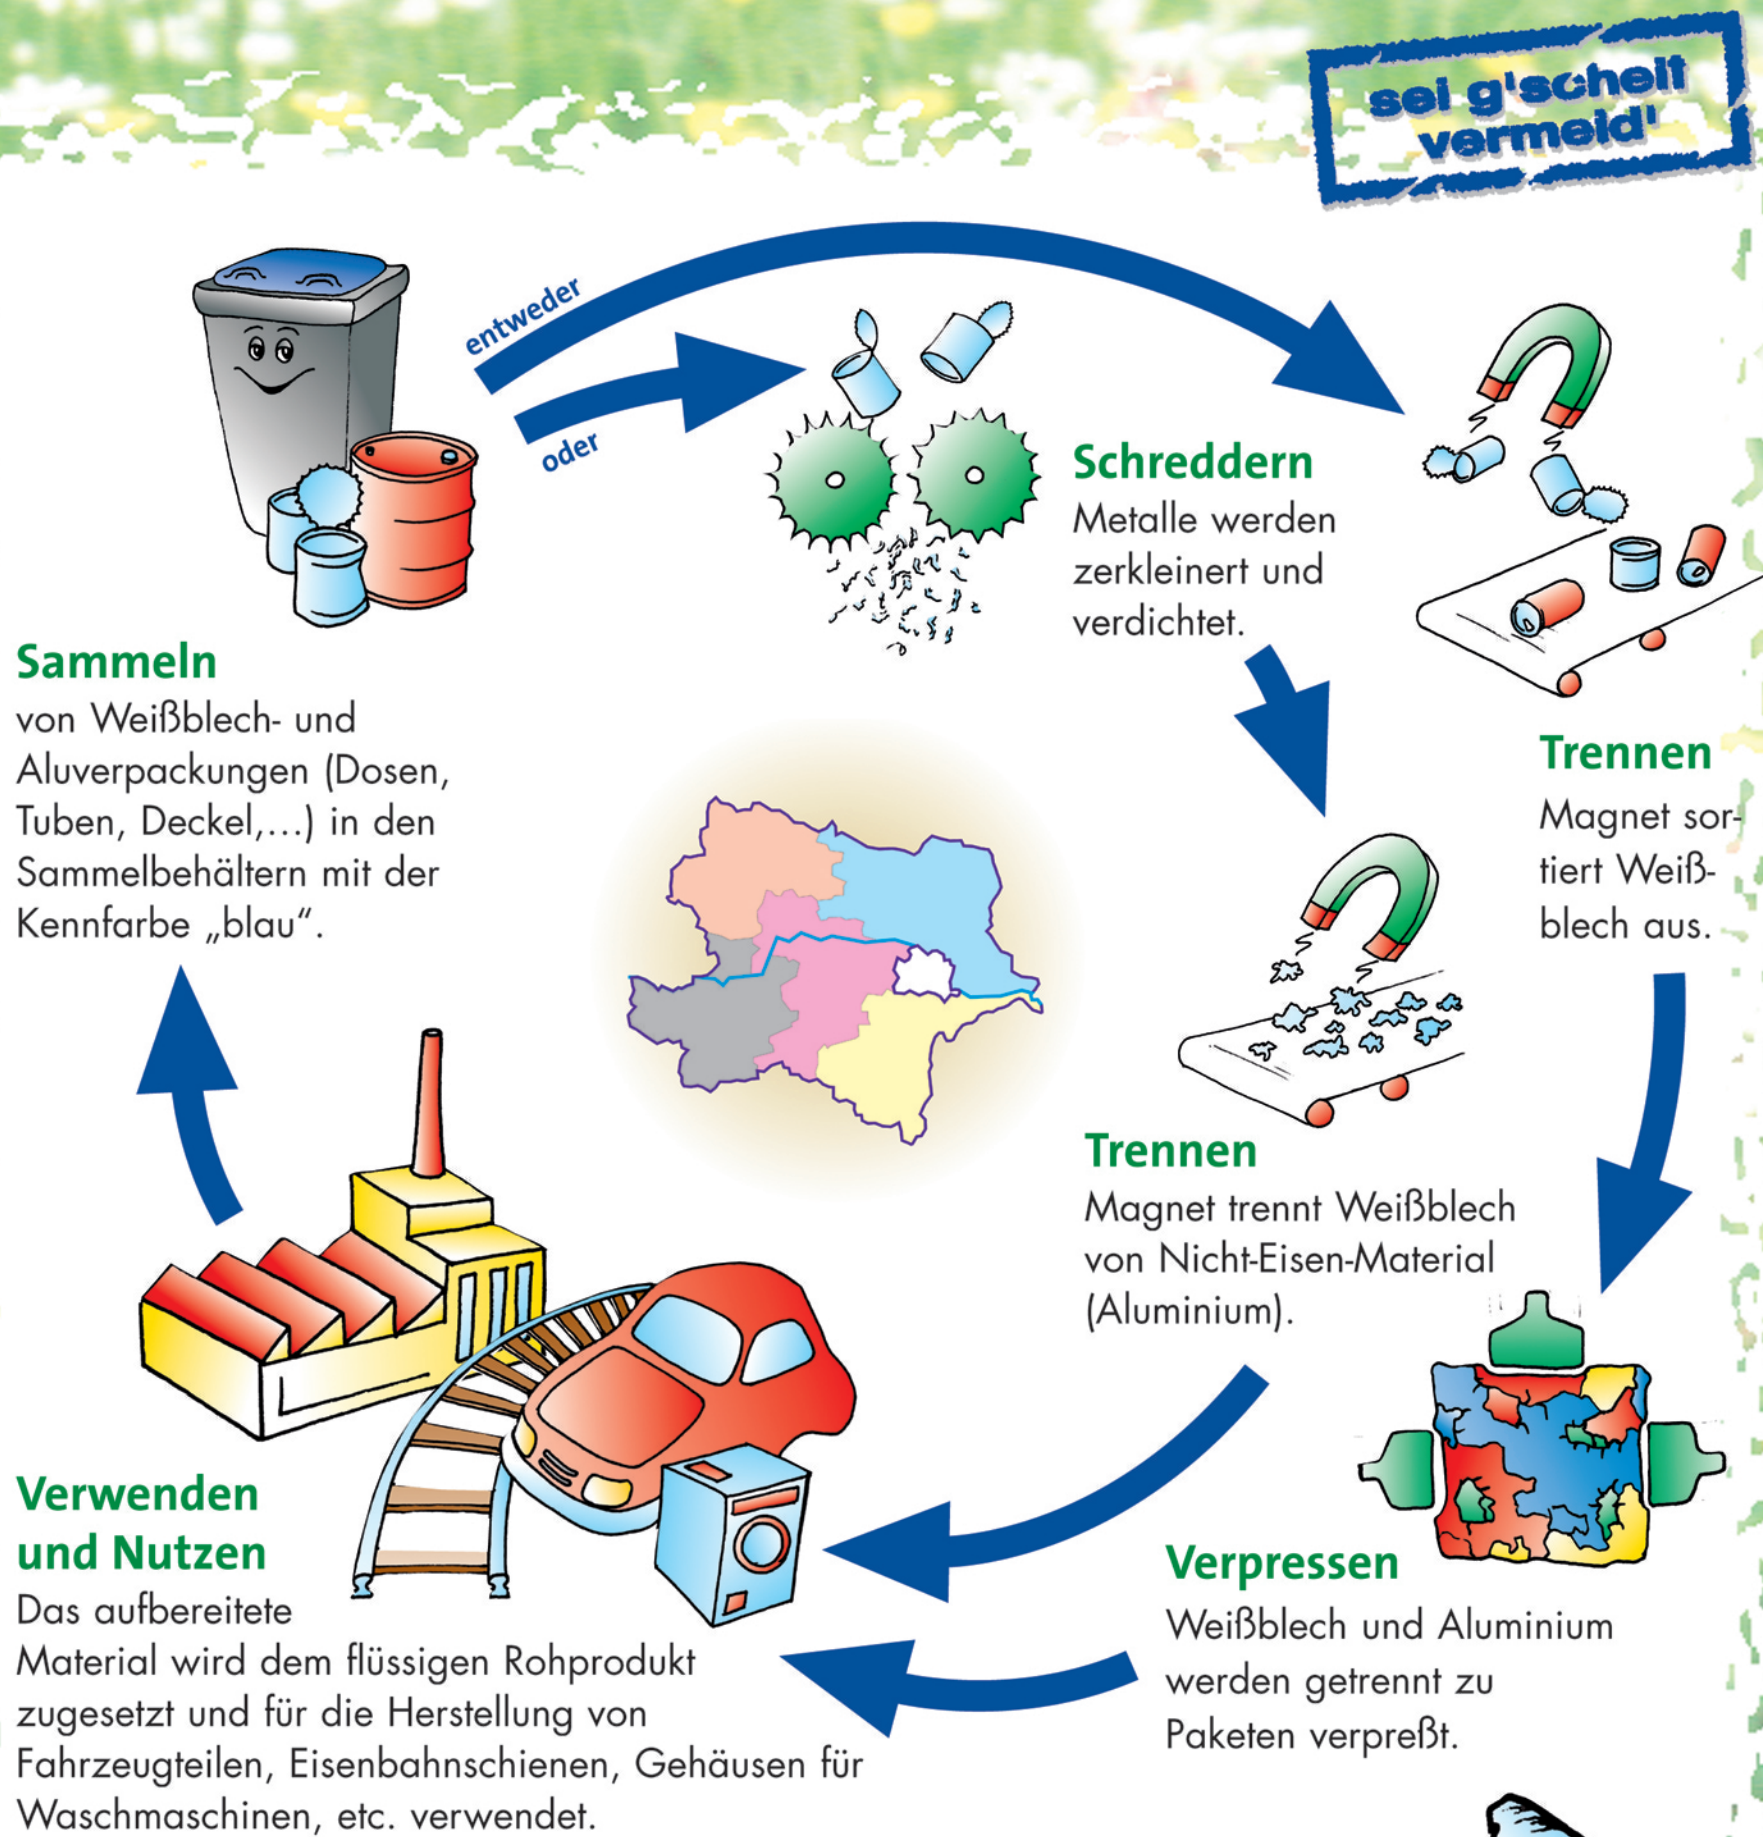 sei g'scheit
vermeid'
entweder
oder
Schreddern
Metalle werden
zerkleinert und
verdichtet.
Sammeln
von Weißblech- und
Aluverpackungen (Dosen,
Tuben, Deckel,...) in den
Sammelbehältern mit der
Kennfarbe „blau“.
Trennen
Magnet sor-
tiert Weiß-
blech aus.
Trennen
Magnet trennt Weißblech
von Nicht-Eisen-Material
(Aluminium).
Verpressen
Weißblech und Aluminium
werden getrennt zu
Paketen verpreßt.
Verwenden
und Nutzen
Das aufbereitete
Material wird dem flüssigen Rohprodukt
zugesetzt und für die Herstellung von
Fahrzeugteilen, Eisenbahnschienen, Gehäusen für
Waschmaschinen, etc. verwendet.